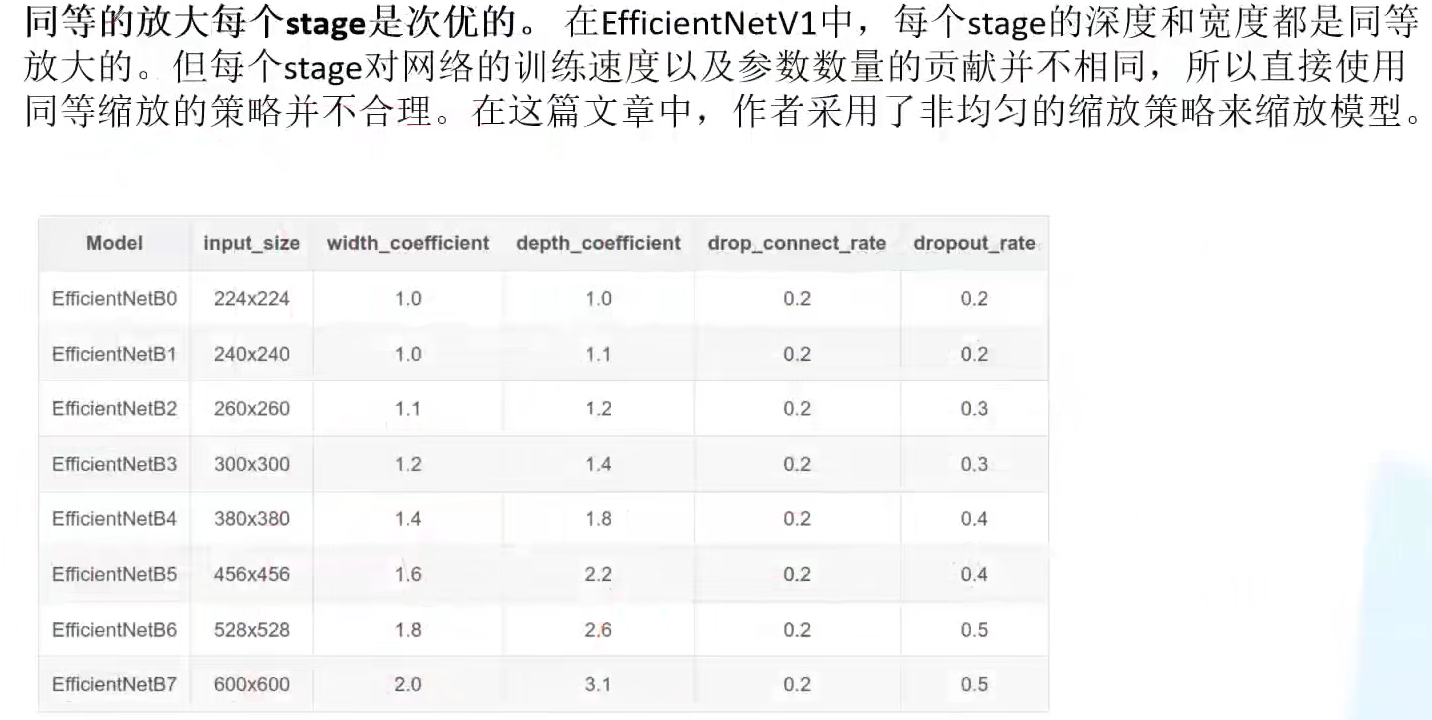 同等的放大每个stage是次优的。在EfficientNetV1中，每个stage的深度和宽度都是同等
放大的。但每个stage对网络的训练速度以及参数数量的贡献并不相同，所以直接使用
同等缩放的策略并不合理。在这篇文章中，作者采用了非均匀的缩放策略来缩放模型。
Model input_size width_coefficient depth_coefficient drop_connect_rate dropout_rate
EfficientNetB0 224x224 1.0 1.0 0.2 0.2
EfficientNetB1 240x240 1.0 1.1 0.2 0.2
EfficientNetB2 260x260 1.1 1.2 0.2 0.3
EfficientNetB3 300x300 1.2 1.4 0.2 0.3
EfficientNetB4 380x380 1.4 1.8 0.2 0.4
EfficientNetB5 456x456 1.6 2.2 0.2 0.4
EfficientNetB6 528x528 1.8 2.6 0.2 0.5
EfficientNetB7 600x600 2.0 3.1 0.2 0.5